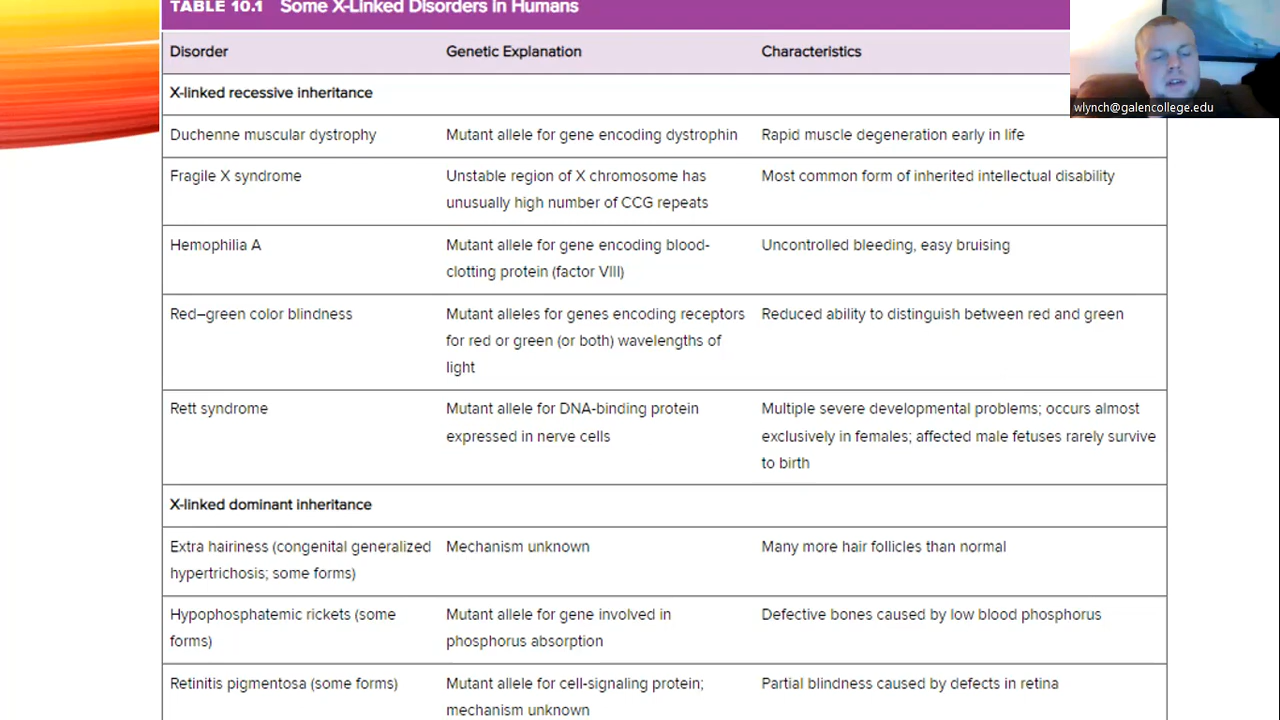 TABLE 10.1 Some X-Linked Disorders in Humans
Disorder Genetic Explanation Characteristics
wlynch@galencollege.edu
X-linked recessive inheritance
Duchenne muscular dystrophy Mutant allele for gene encoding dystrophin Rapid muscle degeneration early in life
Fragile X syndrome Unstable region of X chromosome has Most common form of inherited intellectual disability
unusually high number of CCG repeats
Hemophilia A Mutant allele for gene encoding blood- Uncontrolled bleeding, easy bruising
clotting protein (factor VIII)
Red–green color blindness Mutant alleles for genes encoding receptors Reduced ability to distinguish between red and green
for red or green (or both) wavelengths of
light
Rett syndrome Mutant allele for DNA-binding protein Multiple severe developmental problems; occurs almost
expressed in nerve cells exclusively in females; affected male fetuses rarely survive
to birth
X-linked dominant inheritance
Extra hairiness (congenital generalized Mechanism unknown Many more hair follicles than normal
hypertrichosis; some forms)
Hypophosphatemic rickets (some Mutant allele for gene involved in Defective bones caused by low blood phosphorus
forms) phosphorus absorption
Retinitis pigmentosa (some forms) Mutant allele for cell-signaling protein; Partial blindness caused by defects in retina
mechanism unknown